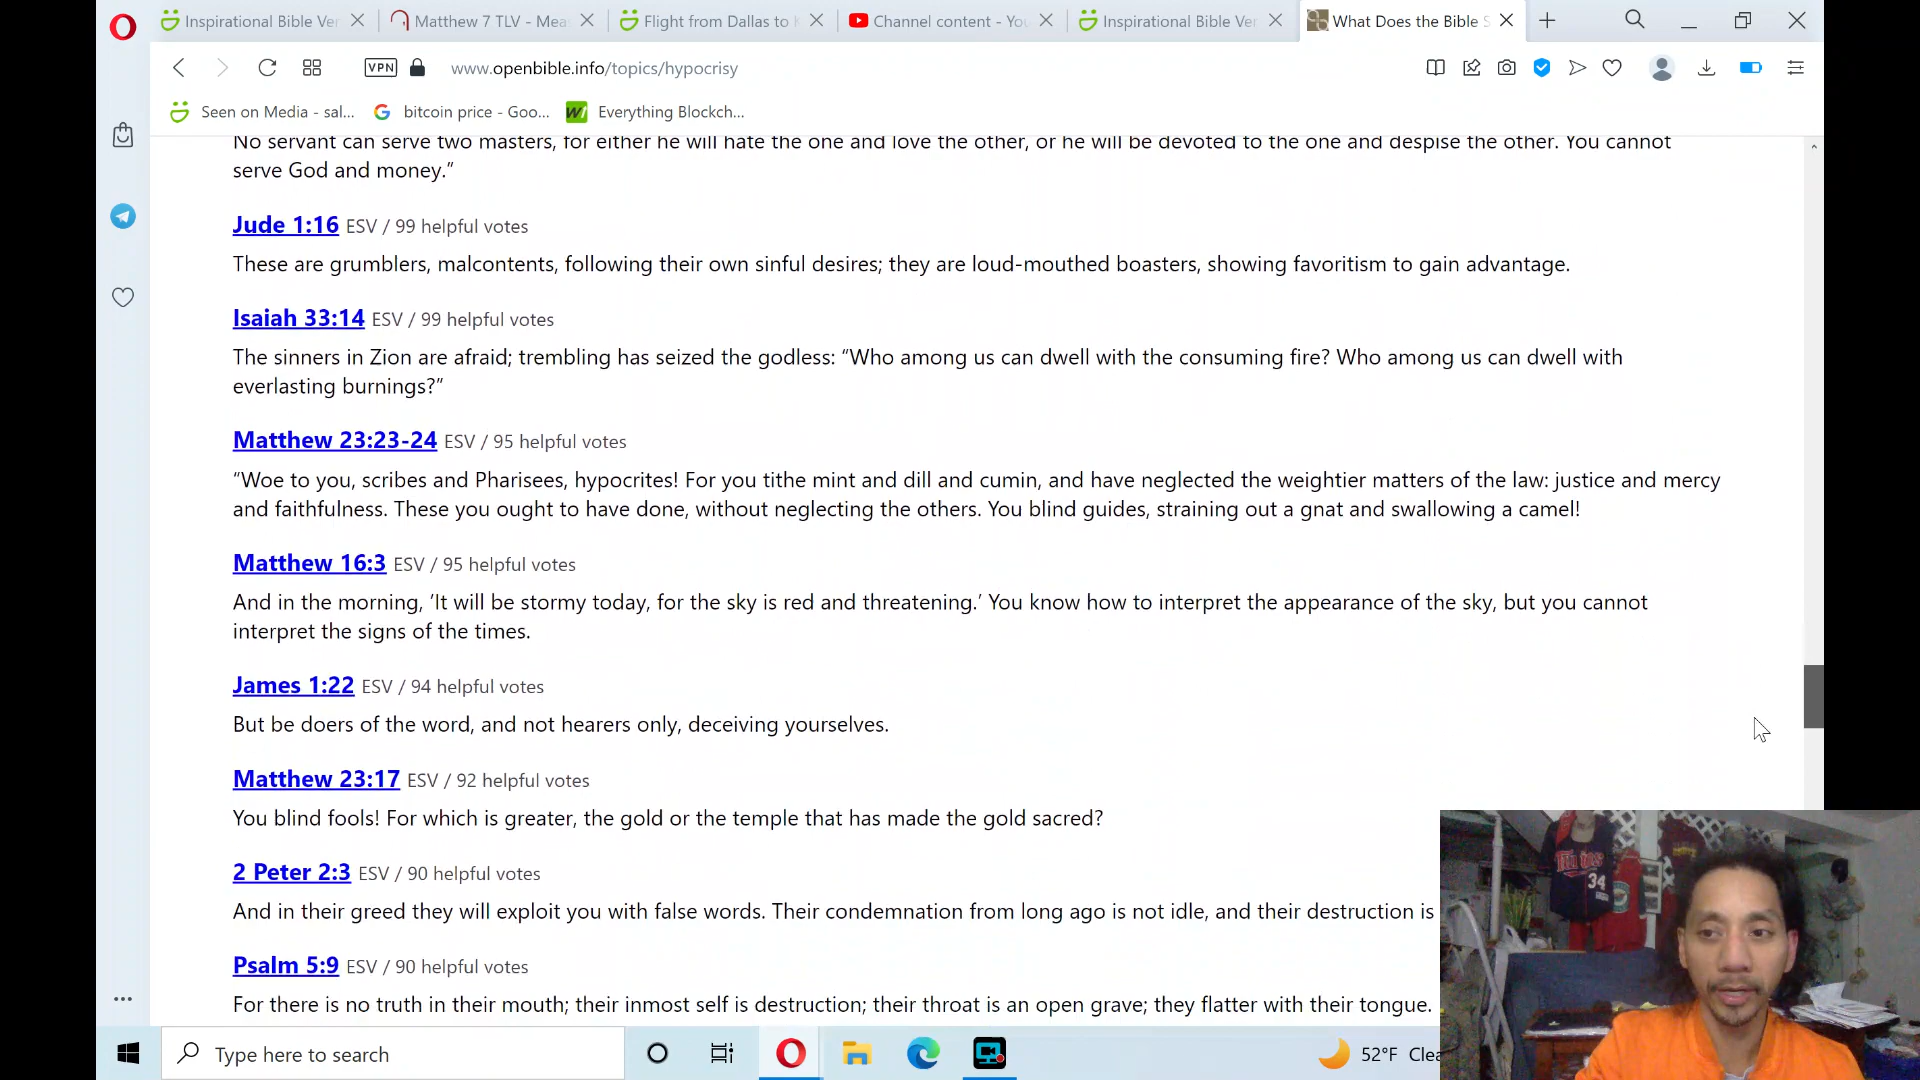 Inspirational Bible Ver
Matthew 7 TLV - Mea
Flight from Dallas to
Channel content - You
Inspirational Bible Ver
What Does the Bible S
VPN
www.openbible.info/topics/hypocrisy
Seen on Media - sal...
bitcoin price - Goo...
Everything Blockch...
No servant can serve two masters, for either he will hate the one and love the other, or he will be devoted to the one and despise the other. You cannot
serve God and money.”
Jude 1:16 ESV / 99 helpful votes
These are grumblers, malcontents, following their own sinful desires; they are loud-mouthed boasters, showing favoritism to gain advantage.
Isaiah 33:14 ESV / 99 helpful votes
The sinners in Zion are afraid; trembling has seized the godless: “Who among us can dwell with the consuming fire? Who among us can dwell with
everlasting burnings?”
Matthew 23:23-24 ESV / 95 helpful votes
“Woe to you, scribes and Pharisees, hypocrites! For you tithe mint and dill and cumin, and have neglected the weightier matters of the law: justice and mercy
and faithfulness. These you ought to have done, without neglecting the others. You blind guides, straining out a gnat and swallowing a camel!
Matthew 16:3 ESV / 95 helpful votes
And in the morning, ‘It will be stormy today, for the sky is red and threatening.’ You know how to interpret the appearance of the sky, but you cannot
interpret the signs of the times.
James 1:22 ESV / 94 helpful votes
But be doers of the word, and not hearers only, deceiving yourselves.
Matthew 23:17 ESV / 92 helpful votes
You blind fools! For which is greater, the gold or the temple that has made the gold sacred?
2 Peter 2:3 ESV / 90 helpful votes
And in their greed they will exploit you with false words. Their condemnation from long ago is not idle, and their destruction is
Psalm 5:9 ESV / 90 helpful votes
For there is no truth in their mouth; their inmost self is destruction; their throat is an open grave; they flatter with their tongue.
34
Type here to search
52°F Clea